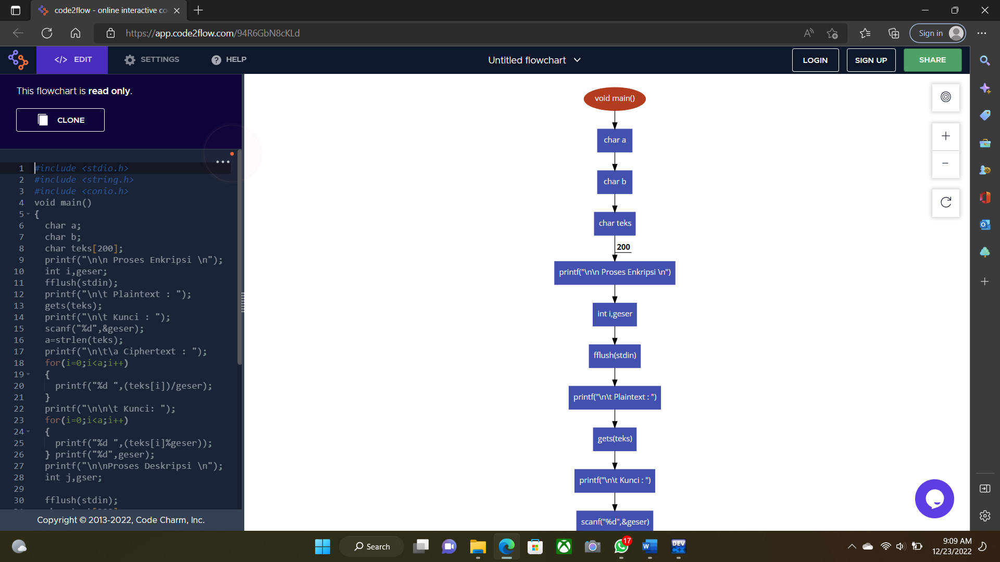 code2flow - online interactive co
https://app.code2flow.com/94R6GbN8cKLd
Sign in
</> EDIT
SETTINGS
? HELP
Untitled flowchart
LOGIN
SIGN UP
SHARE
This flowchart is read only.
CLONE
1 #include <stdio.h>
2 #include <string.h>
3 #include <conio.h>
4 void main()
5 {
6 char a;
7 char b;
8 char teks[200];
9 printf("\n\n Proses Enkripsi \n");
10 int i,geser;
11 fflush(stdin);
12 printf("\n\t Plaintext : ");
13 gets(teks);
14 printf("\n\t Kunci : ");
15 scanf("%d",&geser);
16 a=strlen(teks);
17 printf("\n\t\a Ciphertext : ");
18 for(i=0;i<a;i++)
19 {
20 printf("%d ",(teks[i])/geser);
21 }
22 printf("\n\n\t Kunci: ");
23 for(i=0;i<a;i++)
24 {
25 printf("%d ",(teks[i]%geser));
26 } printf("%d",geser);
27 printf("\n\nProses Deskripsi \n");
28 int j,gser;
29
30 fflush(stdin);
Copyright © 2013-2022, Code Charm, Inc.
void main()
char a
char b
char teks
200
printf("\n\n Proses Enkripsi \n")
int i,geser
fflush(stdin)
printf("\n\t Plaintext : ")
gets(teks)
printf("\n\t Kunci : ")
scanf("%d",&geser)
Search
17
DEV
C++
9:09 AM
12/23/2022